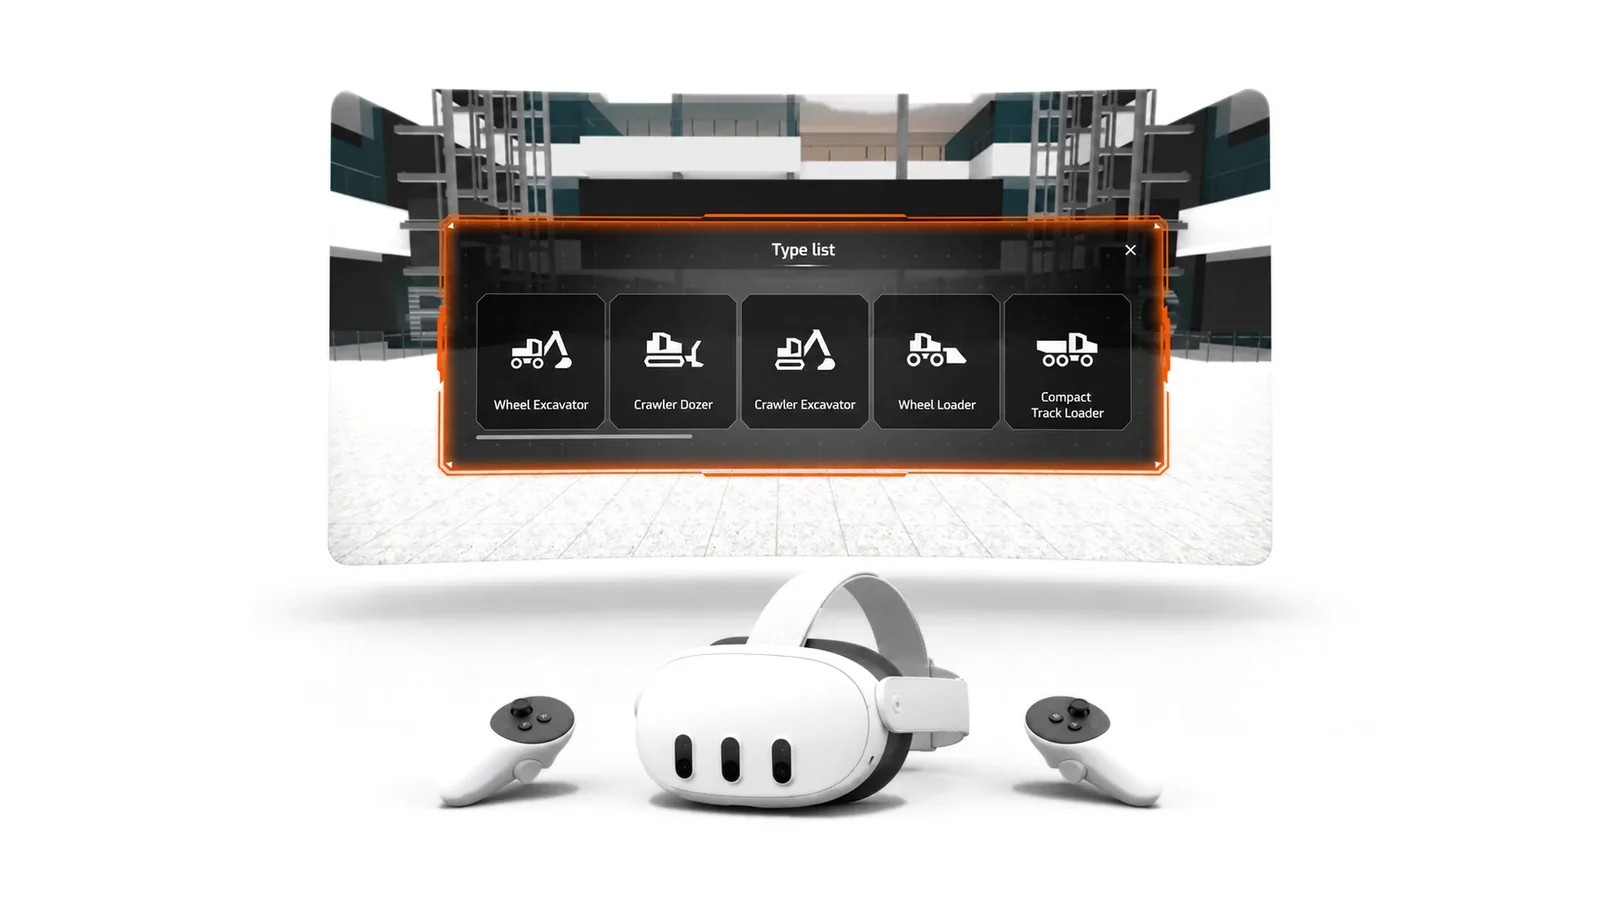 Type list
Wheel Excavator
Crawler Dozer
Crawler Excavator
Wheel Loader
Compact
Track Loader